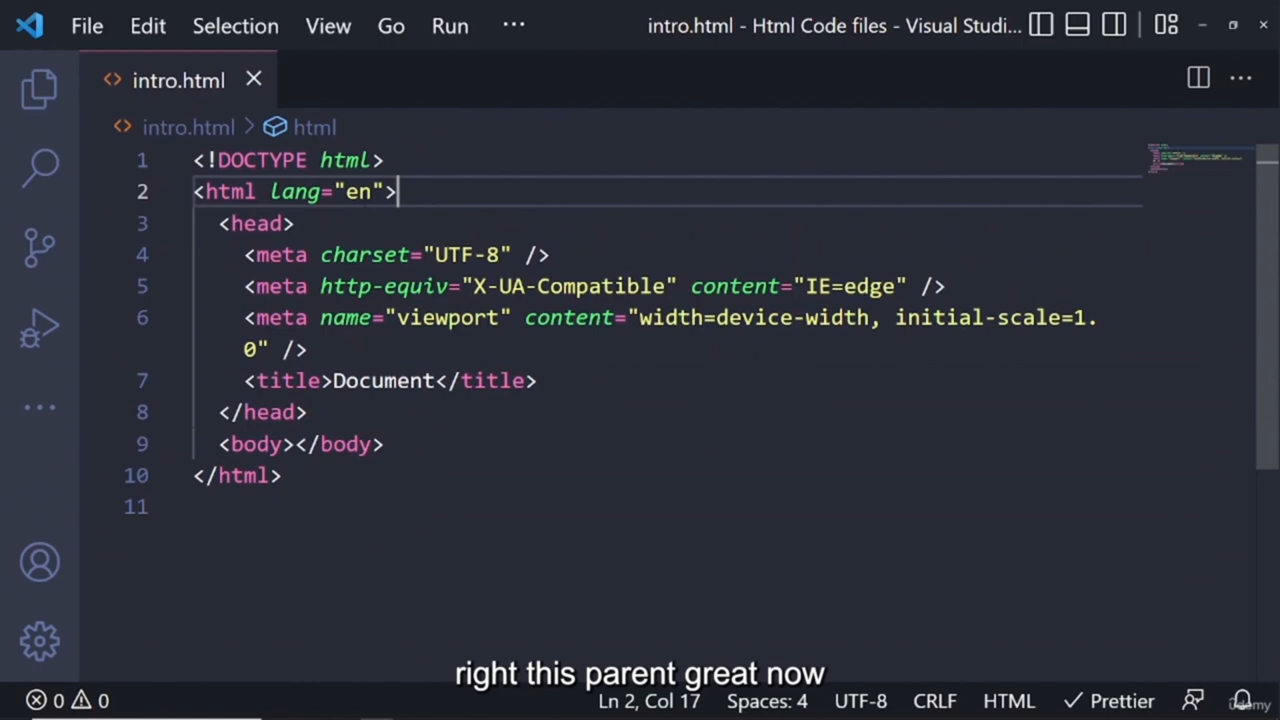 File Edit Selection View Go Run ··· intro.html - Html Code files - Visual Studi...
intro.html
intro.html > html
1 <!DOCTYPE html>
2 <html lang="en">
3 <head>
4 <meta charset="UTF-8" />
5 <meta http-equiv="X-UA-Compatible" content="IE=edge" />
6 <meta name="viewport" content="width=device-width, initial-scale=1.
0" />
7 <title>Document</title>
8 </head>
9 <body></body>
10 </html>
11
right this parent great now
0 0 Ln 2, Col 17 Spaces: 4 UTF-8 CRLF HTML Prettier
ûdemy